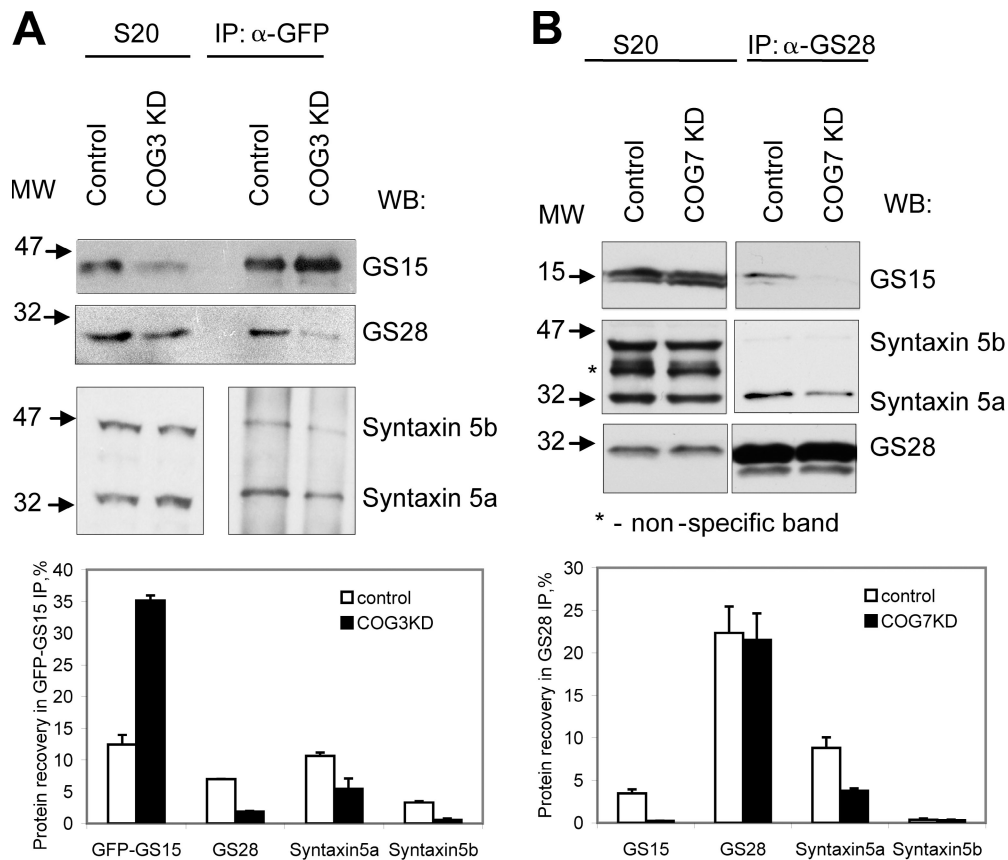 A
S20
IP: α-GFP
Control
COG3 KD
Control
COG3 KD
MW
WB:
47
GS15
32
GS28
47
Syntaxin 5b
32
Syntaxin 5a
Protein recovery in GFP-GS15 IP,%
40
35
30
25
20
15
10
5
0
control
COG3KD
GFP-GS15
GS28
Syntaxin5a
Syntaxin5b
B
S20
IP: α-GS28
Control
COG7 KD
Control
COG7 KD
MW
WB:
15
GS15
47
Syntaxin 5b
*
32
Syntaxin 5a
32
GS28
* - non-specific band
Protein recovery in GS28 IP,%
30
25
20
15
10
5
0
control
COG7KD
GS15
GS28
Syntaxin5a
Syntaxin5b